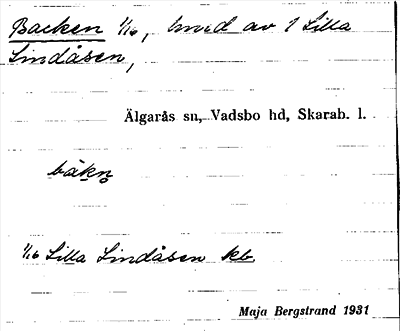 Backen 1/16, hmd av 1 Lilla
Lindåsen,
Älgarås sn, Vadsbo hd, Skarab. l.
båkn
1/16 Lilla Lindåsen kb.
Maja Bergstrand 1931